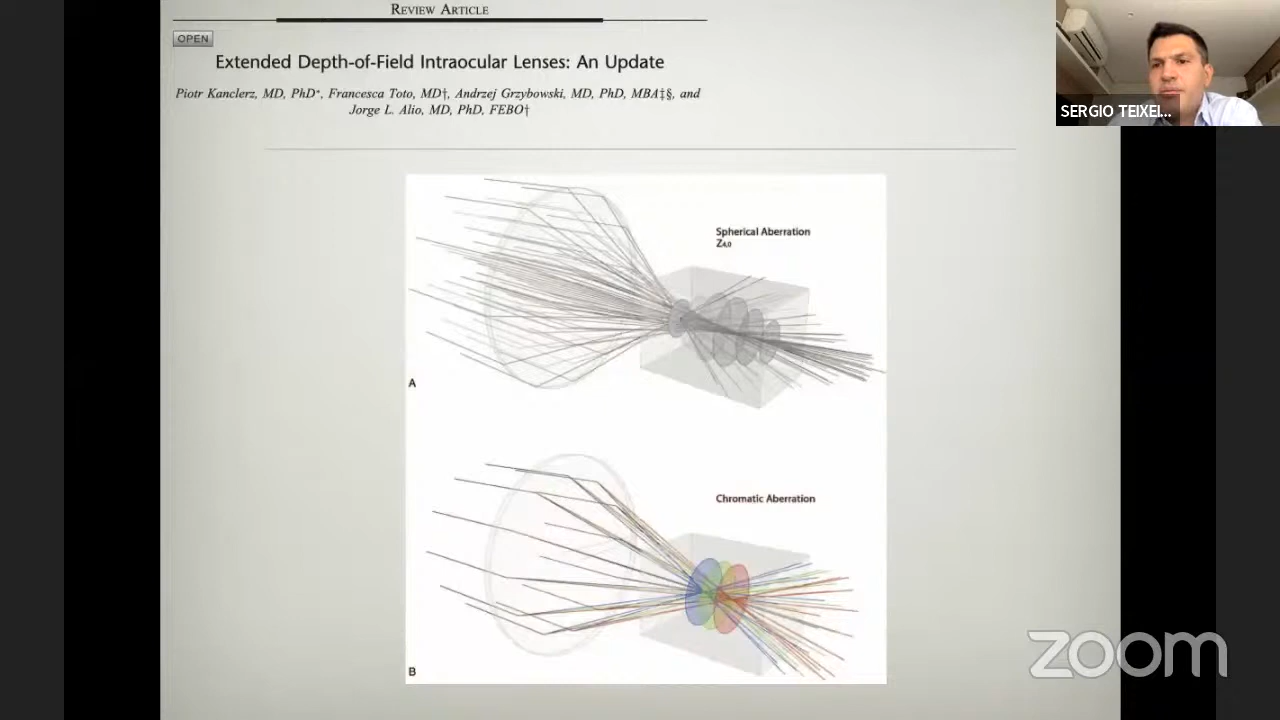 REVIEW ARTICLE
OPEN
Extended Depth-of-Field Intraocular Lenses: An Update
Piotr Kanclerz, MD, PhD*, Francesca Toto, MD†, Andrzej Grzybowski, MD, PhD, MBA‡§, and
Jorge L. Alio, MD, PhD, FEBO†
SERGIO TEIXEI...
Spherical Aberration
Z4,0
A
Chromatic Aberration
B
zoom